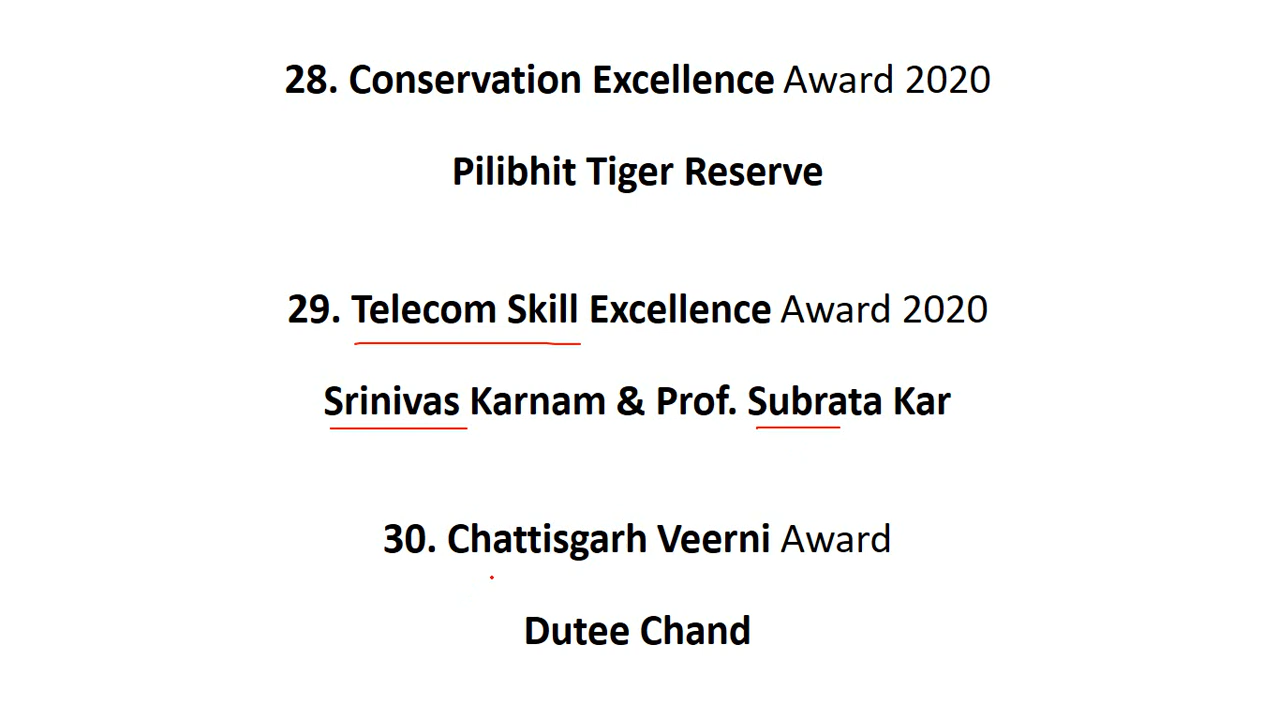 28. Conservation Excellence Award 2020
Pilibhit Tiger Reserve
29. Telecom Skill Excellence Award 2020
Srinivas Karnam & Prof. Subrata Kar
30. Chattisgarh Veerni Award
Dutee Chand